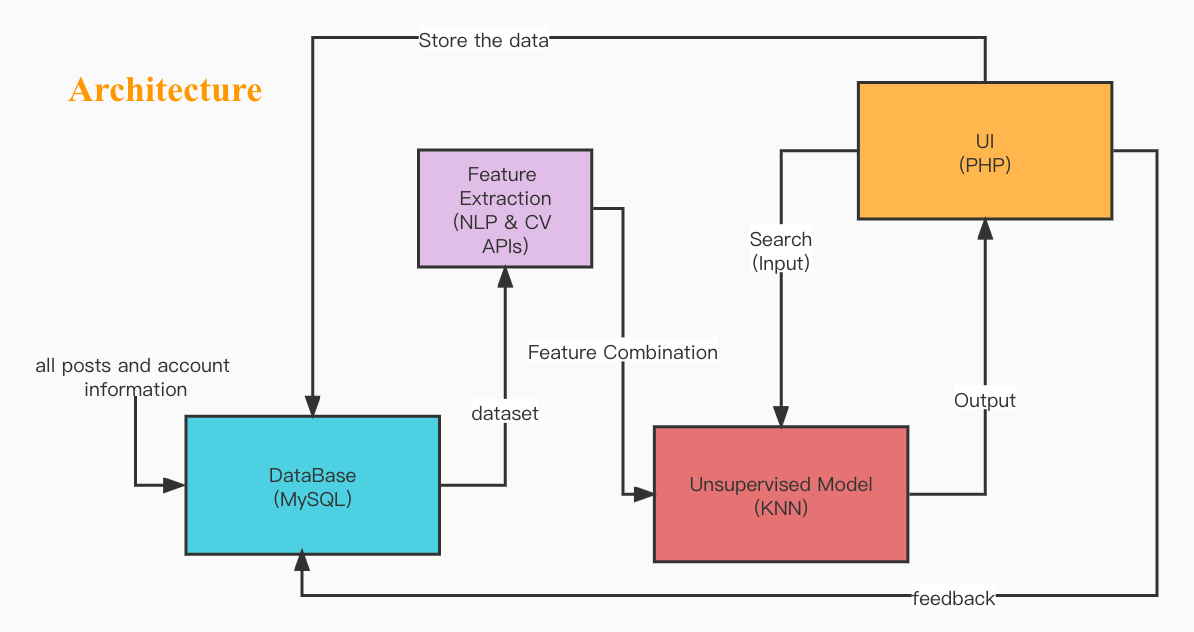 Store the data
Architecture
UI
(PHP)
Feature
Extraction
(NLP & CV
APIs)
Search
(Input)
Feature Combination
all posts and account
information
dataset
Output
DataBase
(MySQL)
Unsupervised Model
(KNN)
feedback